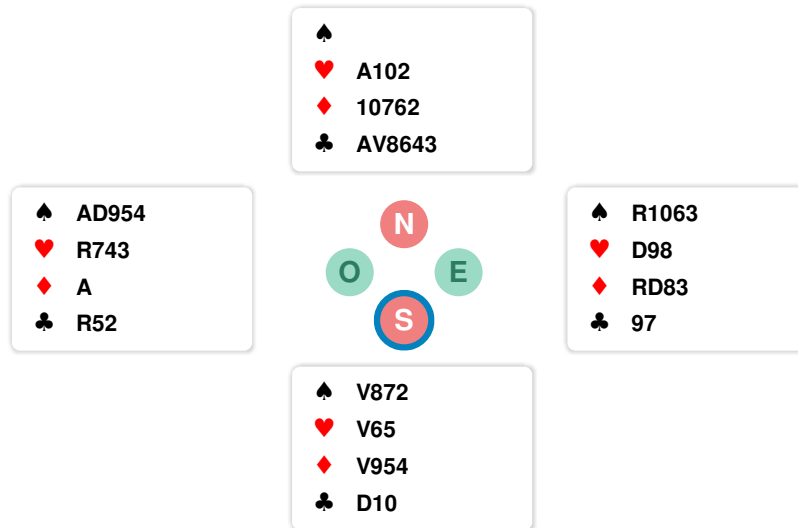 ♠
♥ A102
♦ 10762
♣ AV8643
♠ AD954
♥ R743
♦ A
♣ R52
N
O E
S
♠ R1063
♥ D98
♦ RD83
♣ 97
♠ V872
♥ V65
♦ V954
♣ D10